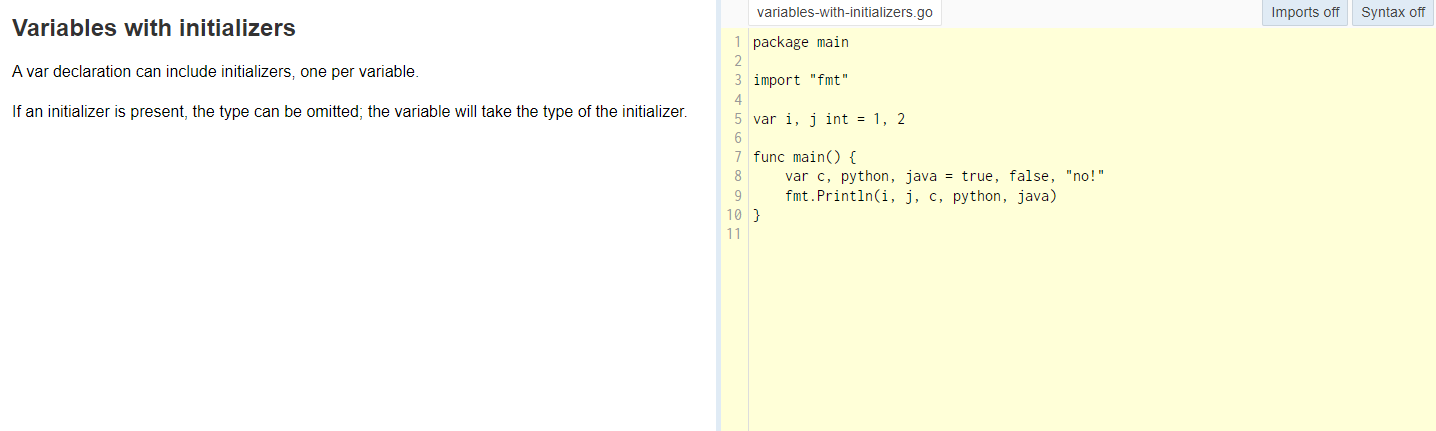 Variables with initializers
A var declaration can include initializers, one per variable.
If an initializer is present, the type can be omitted; the variable will take the type of the initializer.
variables-with-initializers.go
Imports off
Syntax off
1 package main
2
3 import "fmt"
4
5 var i, j int = 1, 2
6
7 func main() {
8     var c, python, java = true, false, "no!"
9     fmt.Println(i, j, c, python, java)
10 }
11